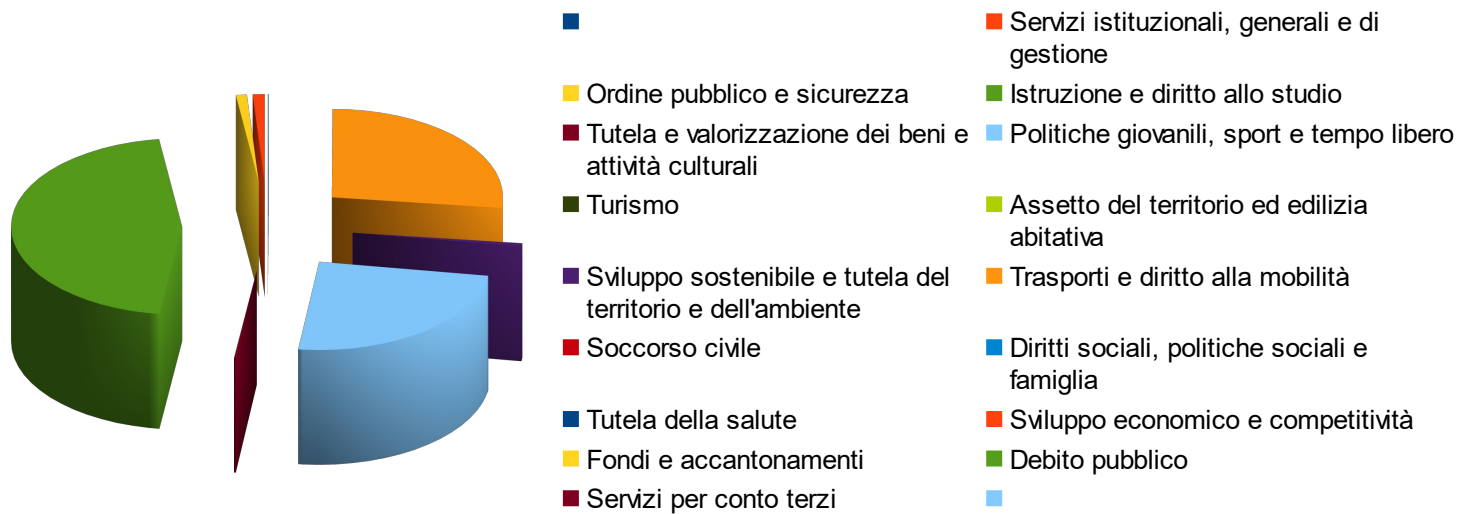 Servizi istituzionali, generali e di
gestione
Ordine pubblico e sicurezza
Istruzione e diritto allo studio
Tutela e valorizzazione dei beni e
attività culturali
Politiche giovanili, sport e tempo libero
Turismo
Assetto del territorio ed edilizia
abitativa
Sviluppo sostenibile e tutela del
territorio e dell'ambiente
Trasporti e diritto alla mobilità
Soccorso civile
Diritti sociali, politiche sociali e
famiglia
Tutela della salute
Sviluppo economico e competitività
Fondi e accantonamenti
Debito pubblico
Servizi per conto terzi